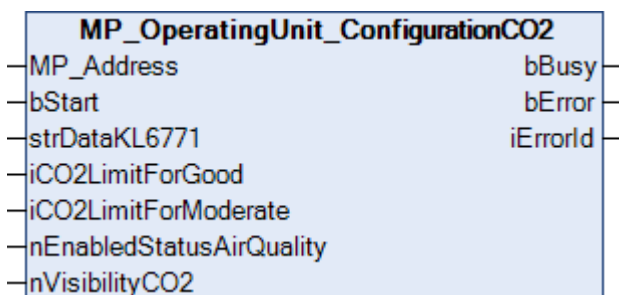 MP_OperatingUnit_ConfigurationCO2
MP_Address bBusy
bStart bError
strDataKL6771 iErrorId
iCO2LimitForGood
iCO2LimitForModerate
nEnabledStatusAirQuality
nVisibilityCO2